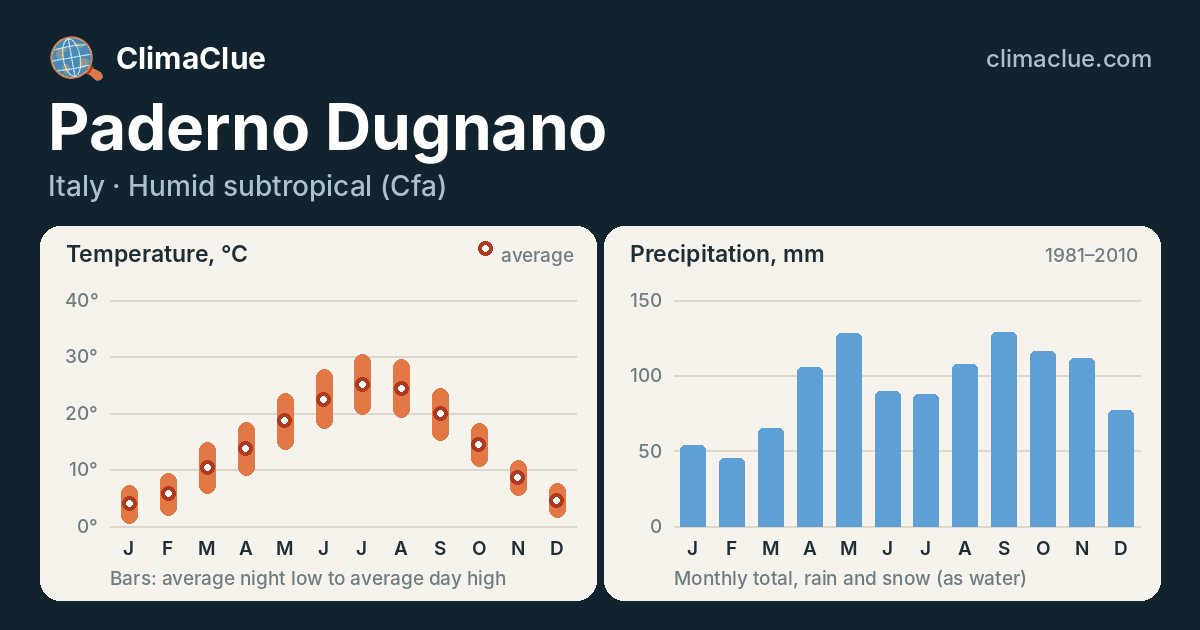 ClimaClue
climaclue.com
Paderno Dugnano
Italy · Humid subtropical (Cfa)
Temperature, °C
average
40°
30°
20°
10°
0°
J F M A M J J A S O N D
Bars: average night low to average day high
Precipitation, mm
1981–2010
150
100
50
0
J F M A M J J A S O N D
Monthly total, rain and snow (as water)